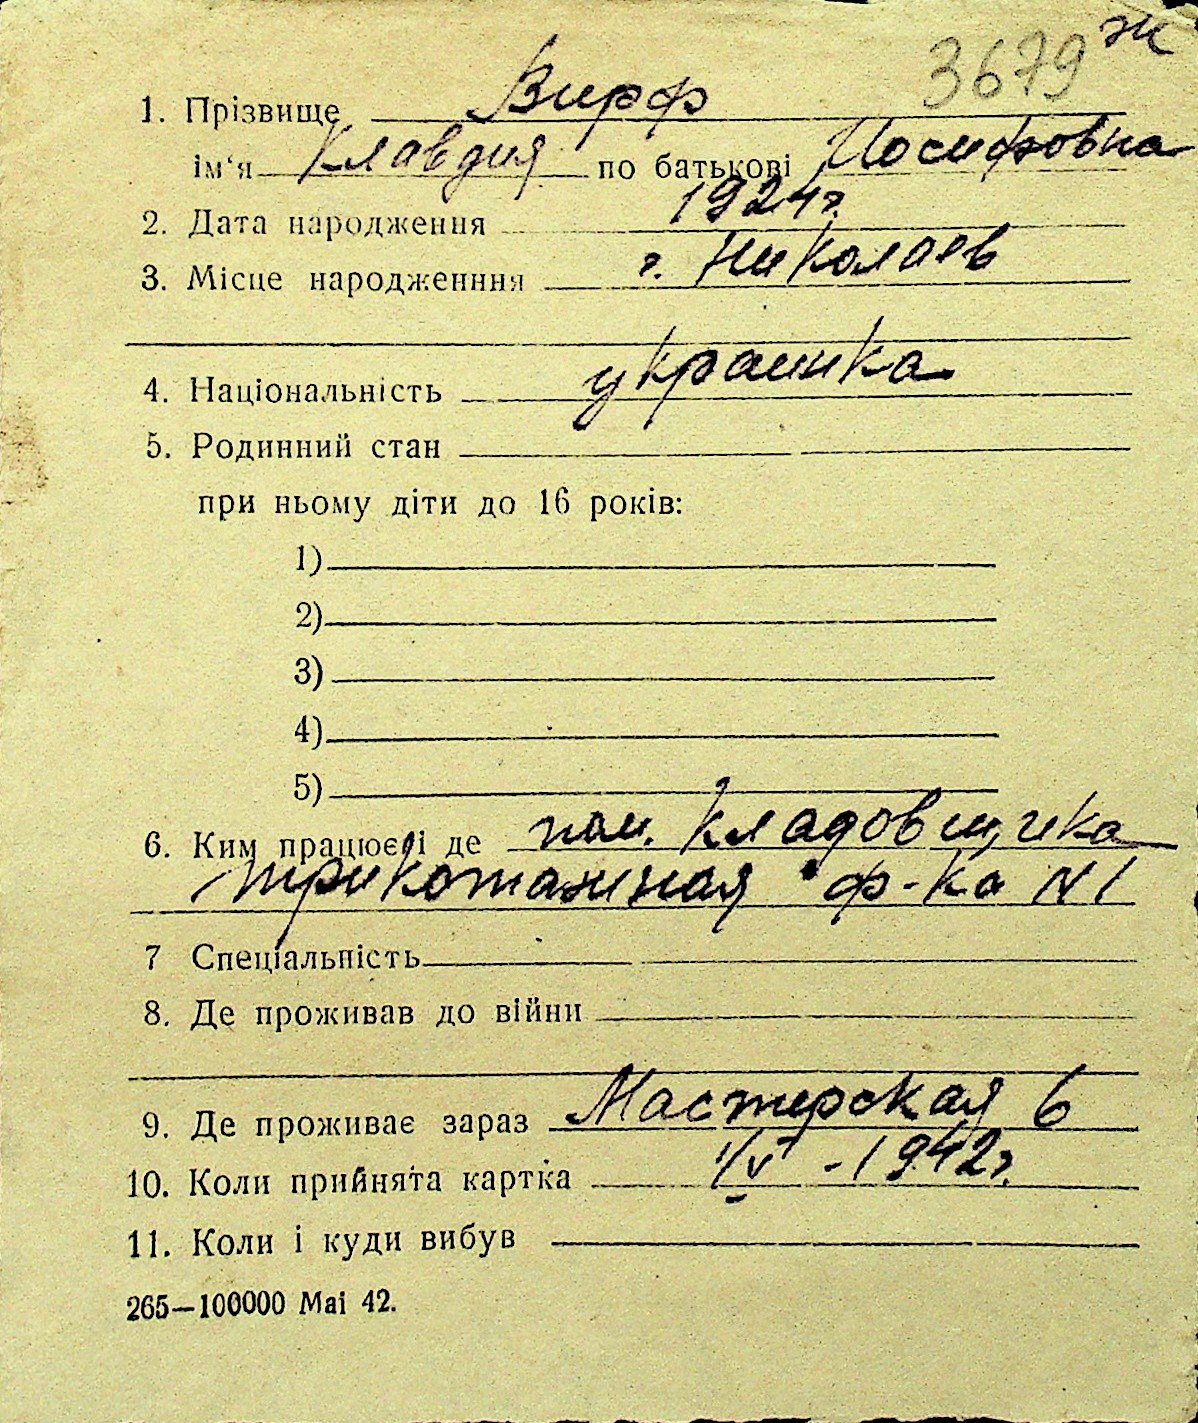 3679 ж
1. Прізвище Вирф
ім'я Клавдия по батькові Иосифовна
2. Дата народження 1924 г.
3. Місце народженння г. Николаев
4. Національність украинка
5. Родинний стан
при ньому діти до 16 років:
1)
2)
3)
4)
5)
6. Ким працює і де пом. кладовщика
трикотажная ф-ка N 1
7 Спеціальність
8. Де проживав до війни
9. Де проживає зараз Мастерская 6
10. Коли прийнята картка 1/V - 1942 г.
11. Коли і куди вибув
265—100000 Mai 42.